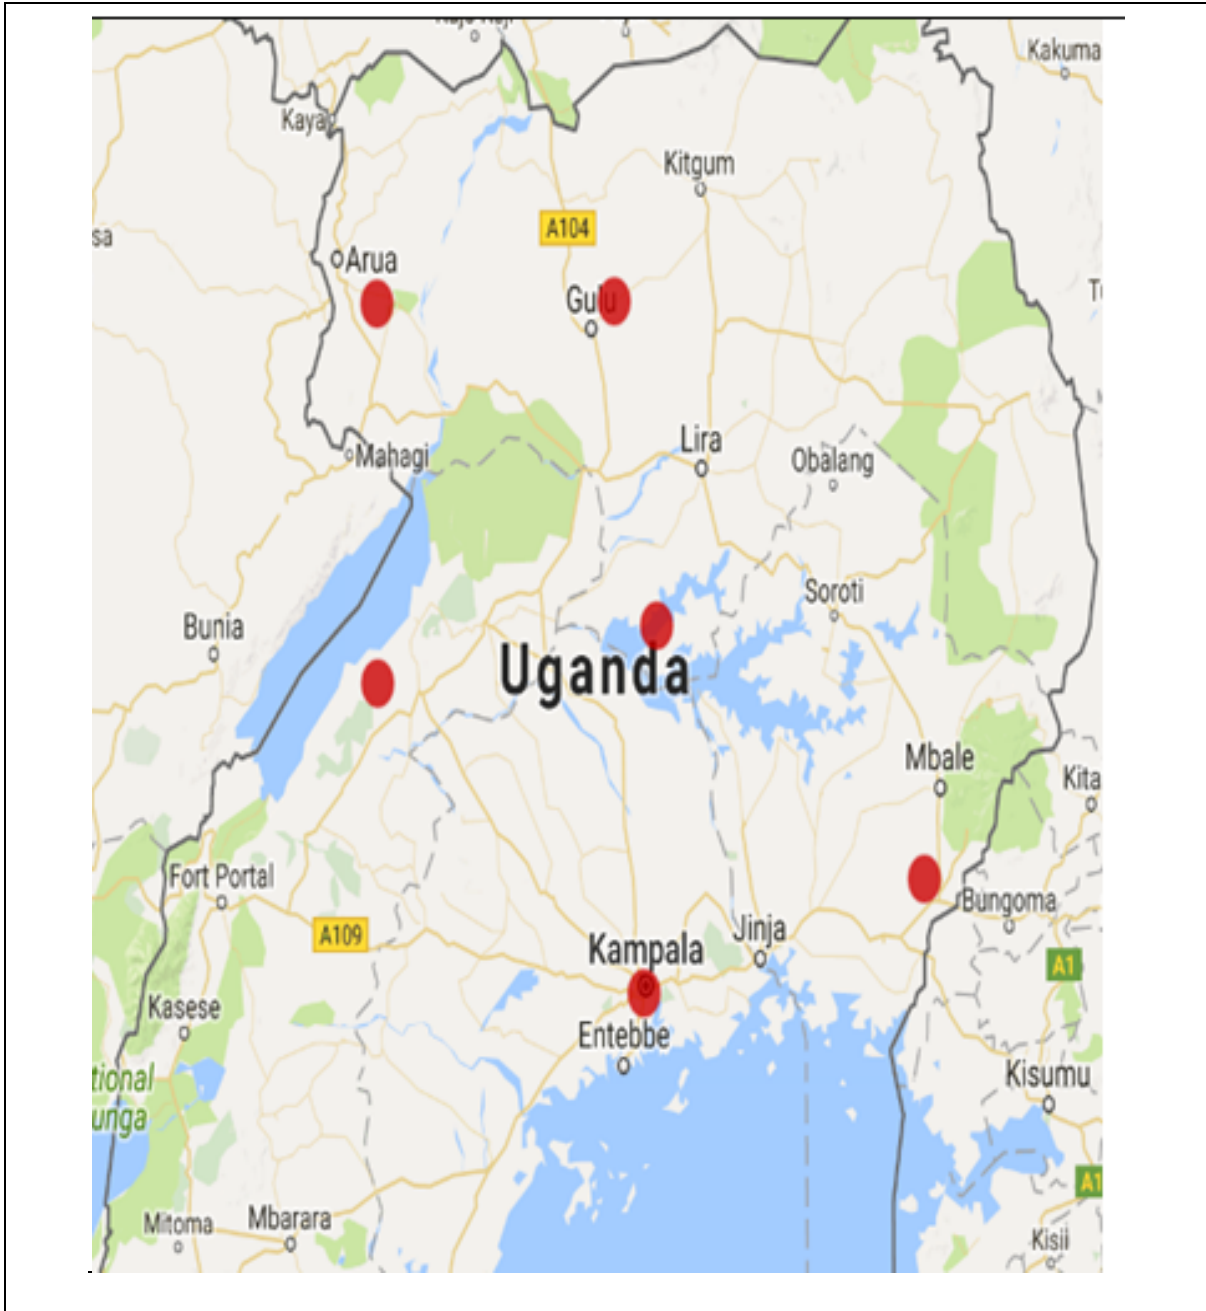 Kakuma
Kaya
Kitgum
A104
sa
Arua
Gulu
Lira
Mahagi
Obalang
Soroti
Bunia
Uganda
Mbale
Kita
Fort Portal
Bungoma
A109
Jinja
Kampala
A1
Kasese
Entebbe
Kisumu
tional
unga
A1
Mitoma
Mbarara
Kisii